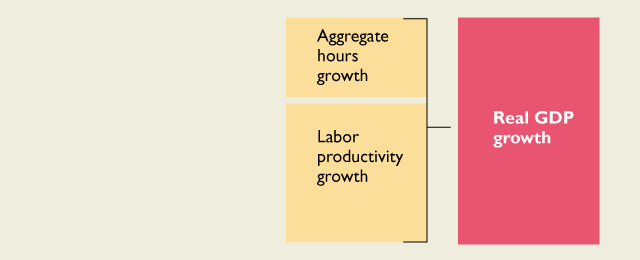 Aggregate
hours
growth
Labor
productivity
growth
Real GDP
growth